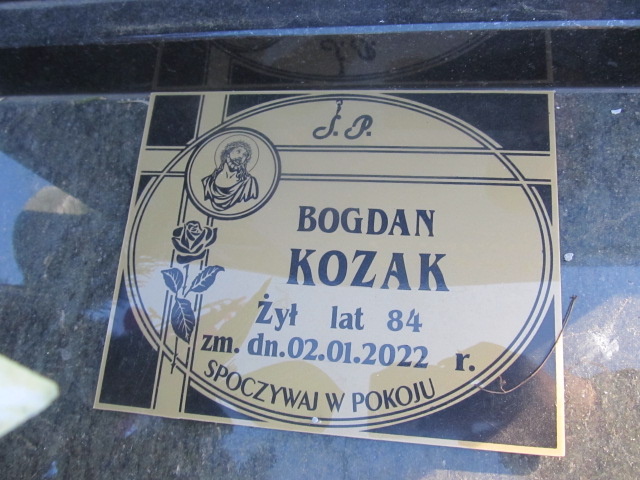 Ś. P.
BOGDAN
KOZAK
Żył lat 84
zm. dn.02.01.2022 r.
SPOCZYWAJ W POKOJU